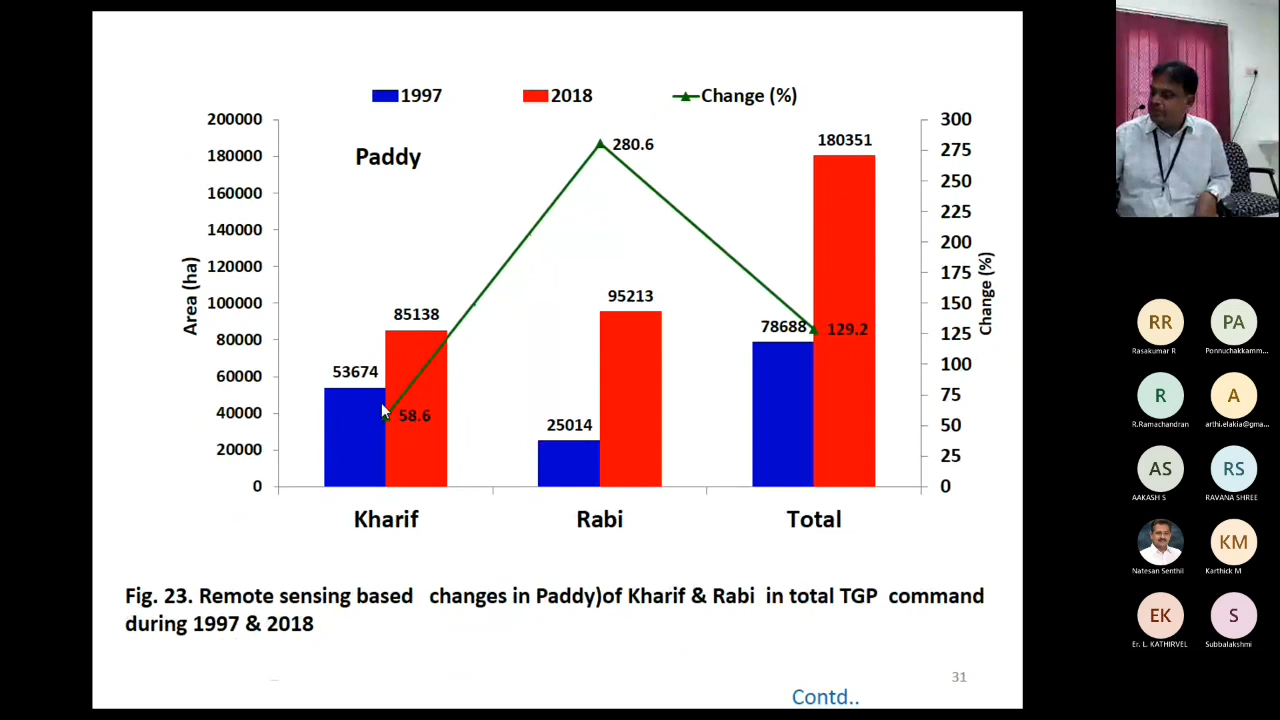 1997
2018
Change (%)
200000
180000
160000
140000
120000
100000
80000
60000
40000
20000
0
Area (ha)
Paddy
53674
85138
58.6
25014
95213
280.6
78688
180351
129.2
300
275
250
225
200
175
150
125
100
75
50
25
0
Change (%)
Kharif
Rabi
Total
Fig. 23. Remote sensing based changes in Paddy)of Kharif & Rabi in total TGP command
during 1997 & 2018
31
Contd..
RR
Rasakumar R
PA
Ponnuchakkamm...
R
R.Ramachandran
A
arthi.elakia@gma...
AS
AAKASH S
RS
RAVANA SHREE
Natesan Senthil
KM
Karthick M
EK
Er. L. KATHIRVEL
S
Subbalakshmi